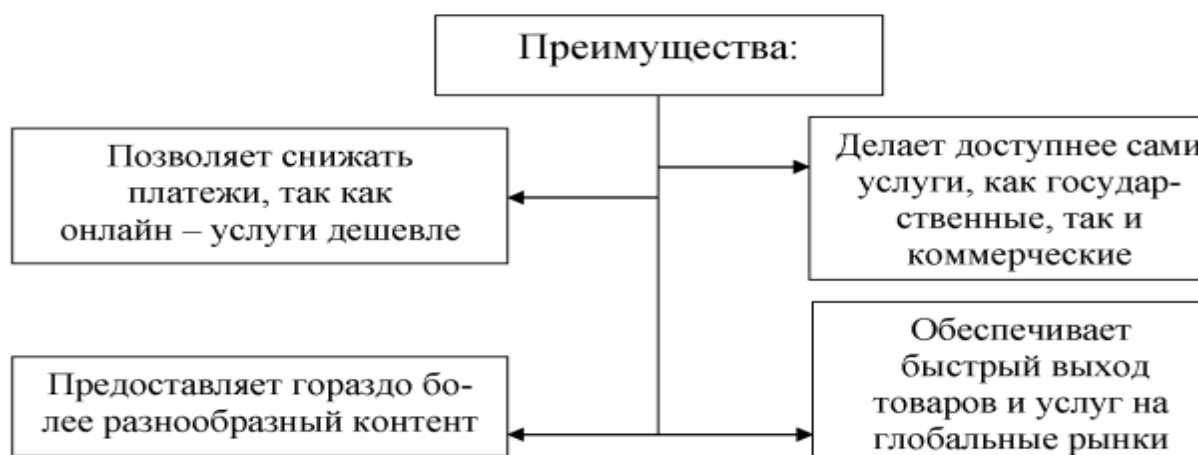 Преимущества:
Позволяет снижать
платежи, так как
онлайн – услуги дешевле
Делает доступнее сами
услуги, как государ-
ственные, так и
коммерческие
Предоставляет гораздо бо-
лее разнообразный контент
Обеспечивает
быстрый выход
товаров и услуг на
глобальные рынки